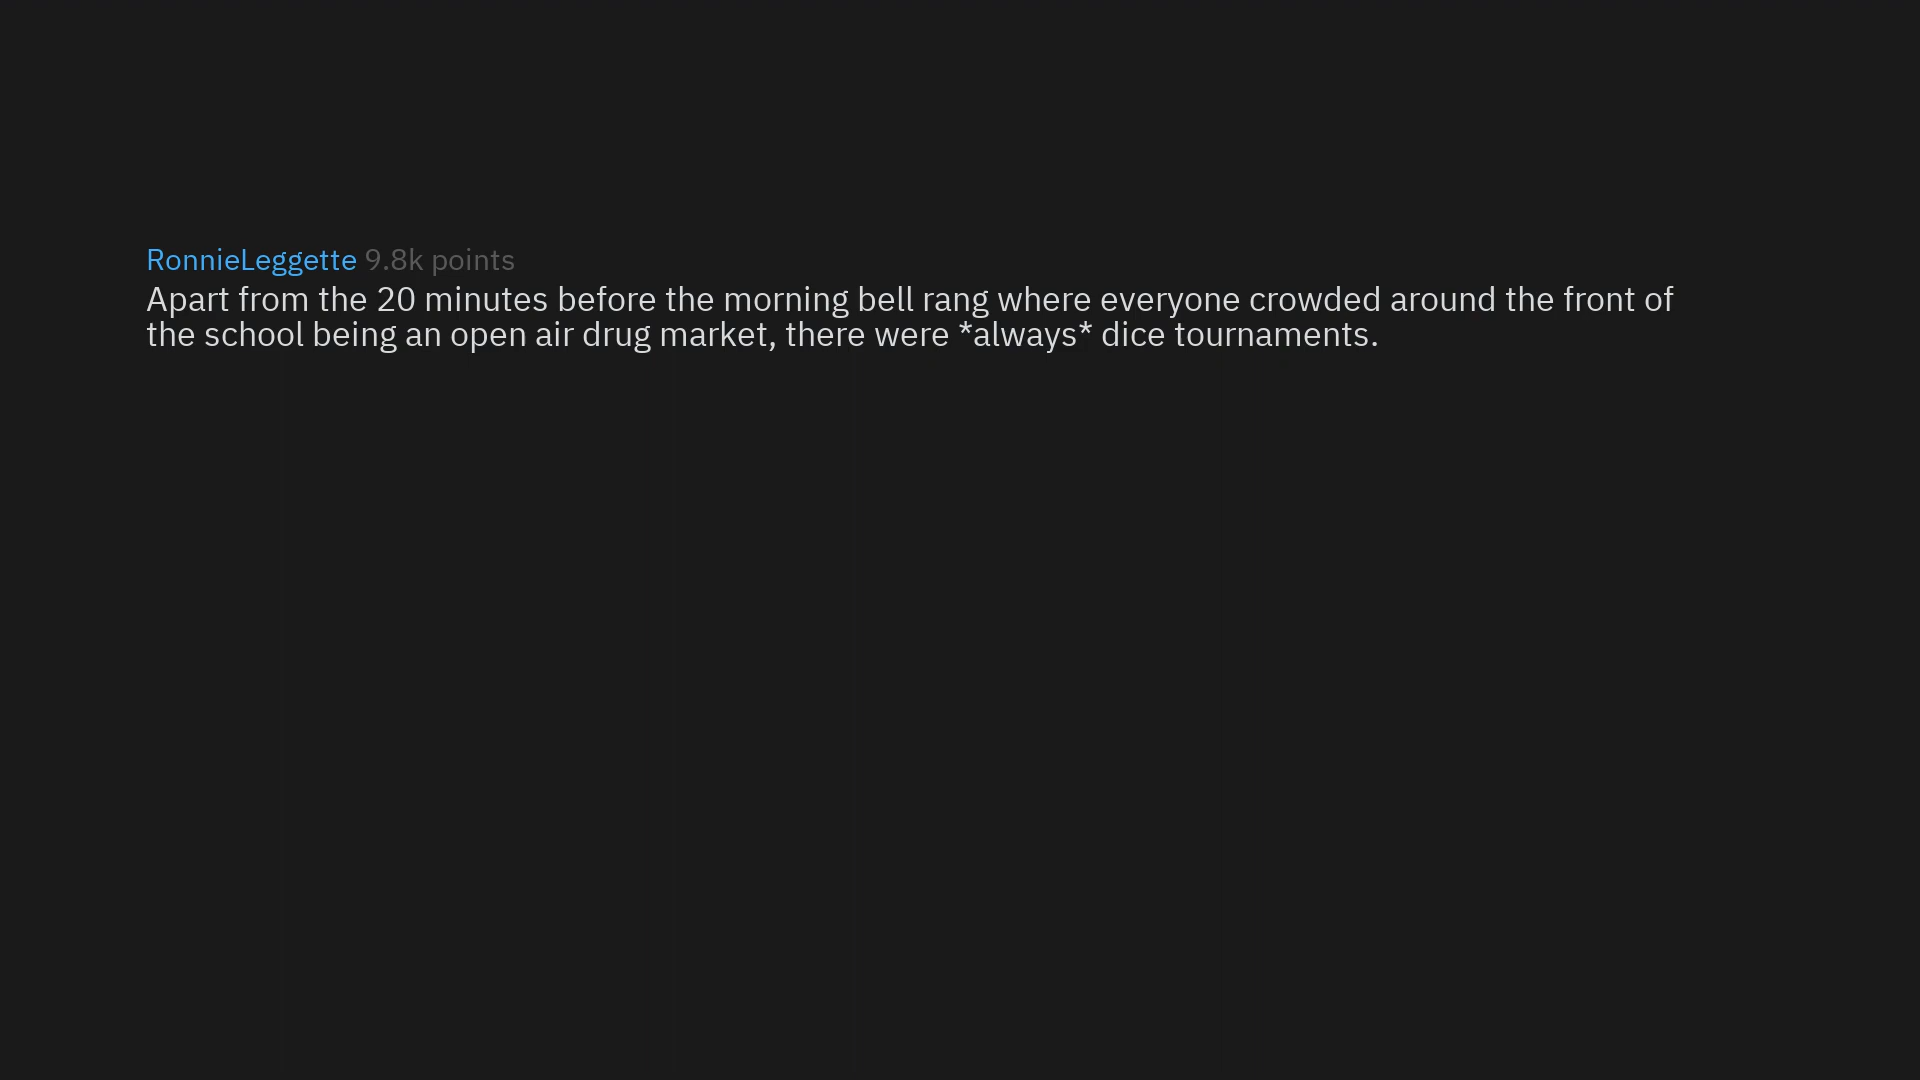 RonnieLeggette 9.8k points
Apart from the 20 minutes before the morning bell rang where everyone crowded around the front of
the school being an open air drug market, there were *always* dice tournaments.